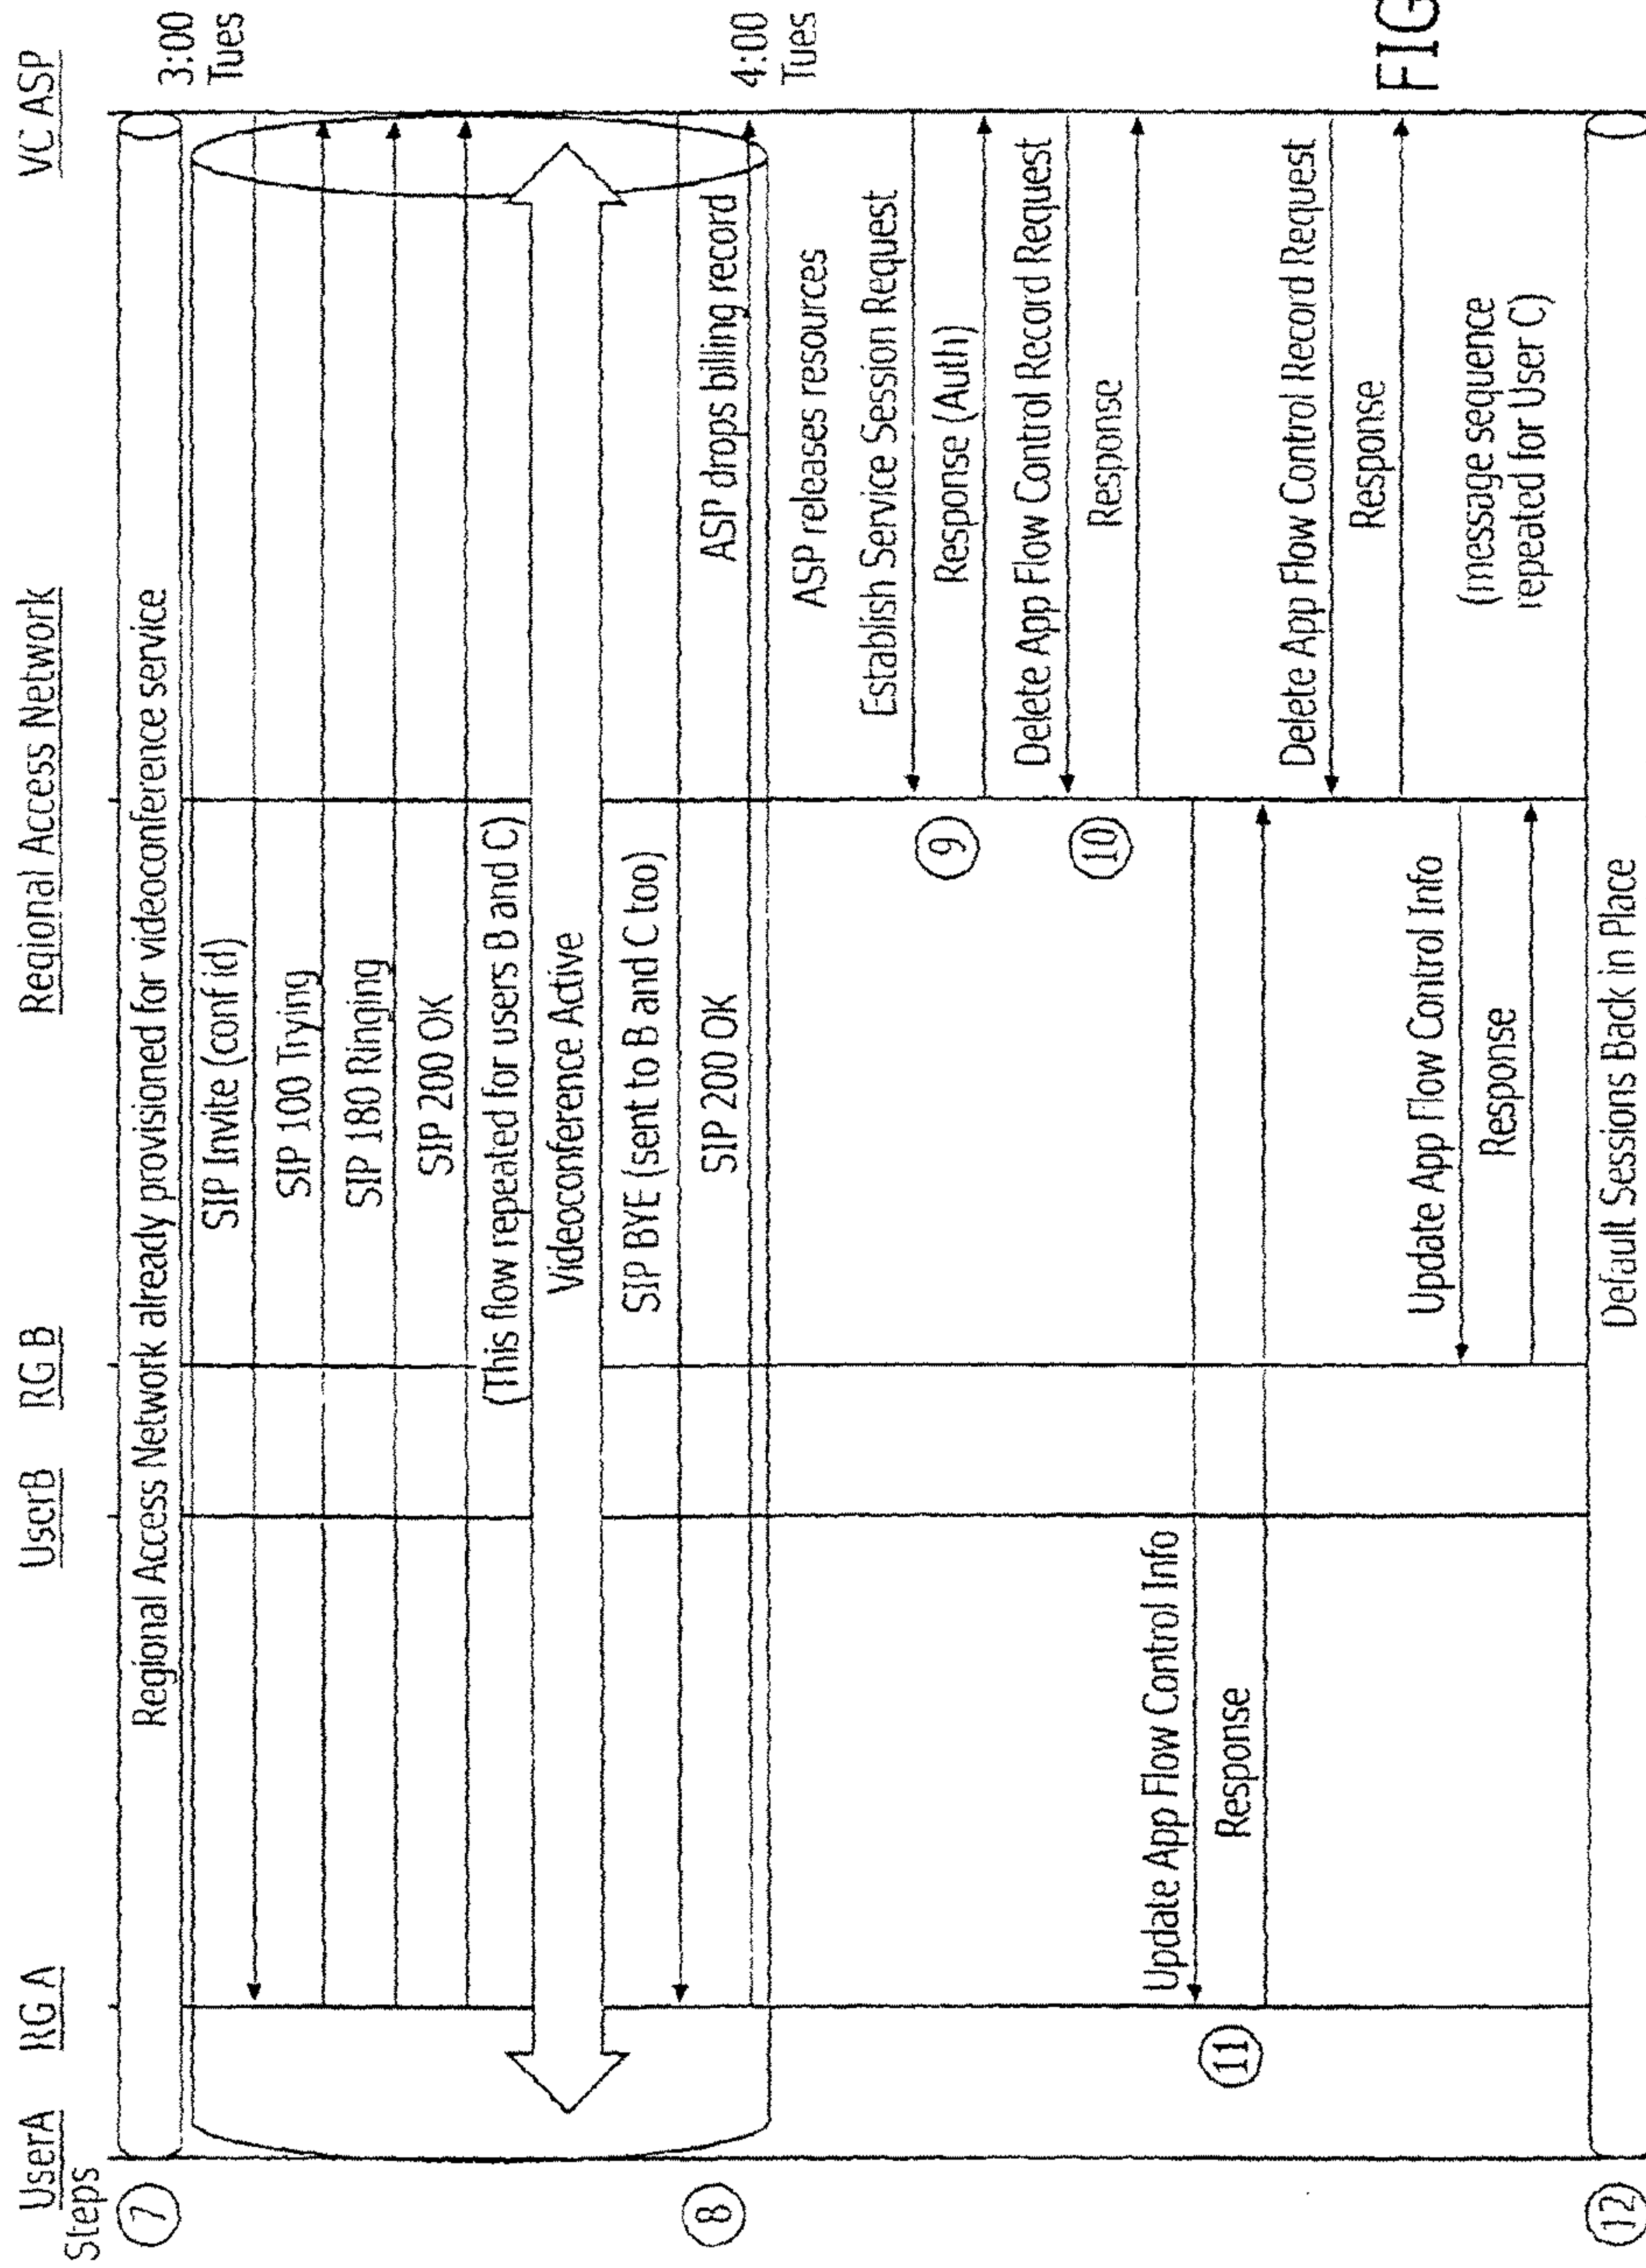 UserA
RG A
UserB
RG B
Regional Access Network
VC ASP
Steps
7
Regional Access Network already provisioned for videoconference service
3:00
Tues
SIP Invite (conf id)
SIP 100 Trying
SIP 180 Ringing
SIP 200 OK
(This flow repeated for users B and C)
Videoconference Active
SIP BYE (sent to B and C too)
8
SIP 200 OK
ASP drops billing record
4:00
Tues
ASP releases resources
Establish Service Session Request
9
Response (Auth)
Delete App Flow Control Record Request
10
Response
Update App Flow Control Info
11
Response
Delete App Flow Control Record Request
Response
Update App Flow Control Info
Response
(message sequence
repeated for User C)
12
Default Sessions Back in Place
FIG